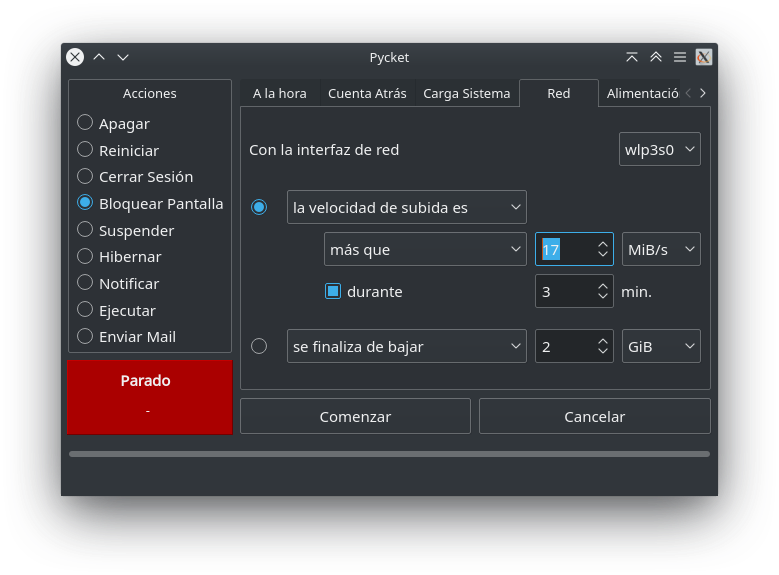 Pycket
Acciones
Apagar
Reiniciar
Cerrar Sesión
Bloquear Pantalla
Suspender
Hibernar
Notificar
Ejecutar
Enviar Mail
Parado
-
A la hora
Cuenta Atrás
Carga Sistema
Red
Alimentació
Con la interfaz de red
wlp3s0
la velocidad de subida es
más que
17
MiB/s
durante
3
min.
se finaliza de bajar
2
GiB
Comenzar
Cancelar